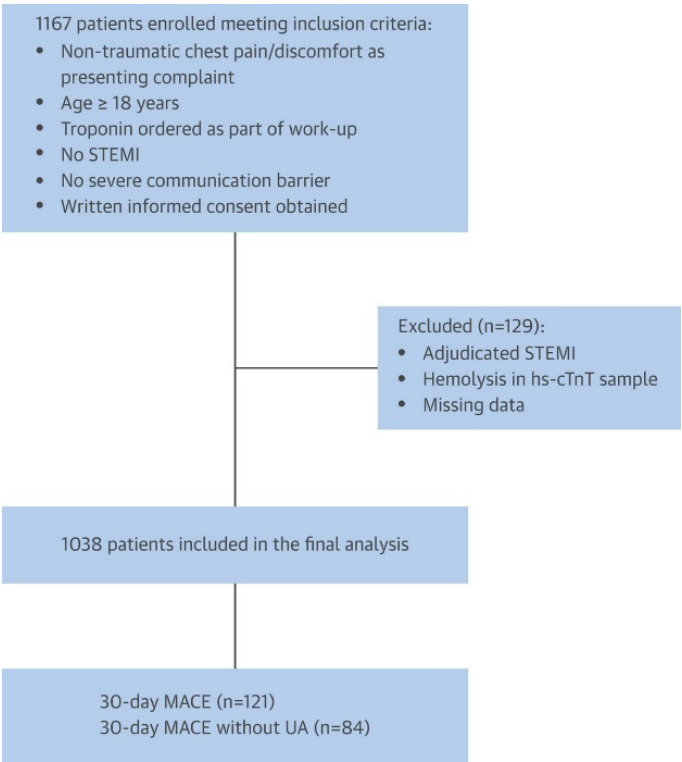 1167 patients enrolled meeting inclusion criteria:
• Non-traumatic chest pain/discomfort as
presenting complaint
• Age ≥ 18 years
• Troponin ordered as part of work-up
• No STEMI
• No severe communication barrier
• Written informed consent obtained
Excluded (n=129):
• Adjudicated STEMI
• Hemolysis in hs-cTnT sample
• Missing data
1038 patients included in the final analysis
30-day MACE (n=121)
30-day MACE without UA (n=84)